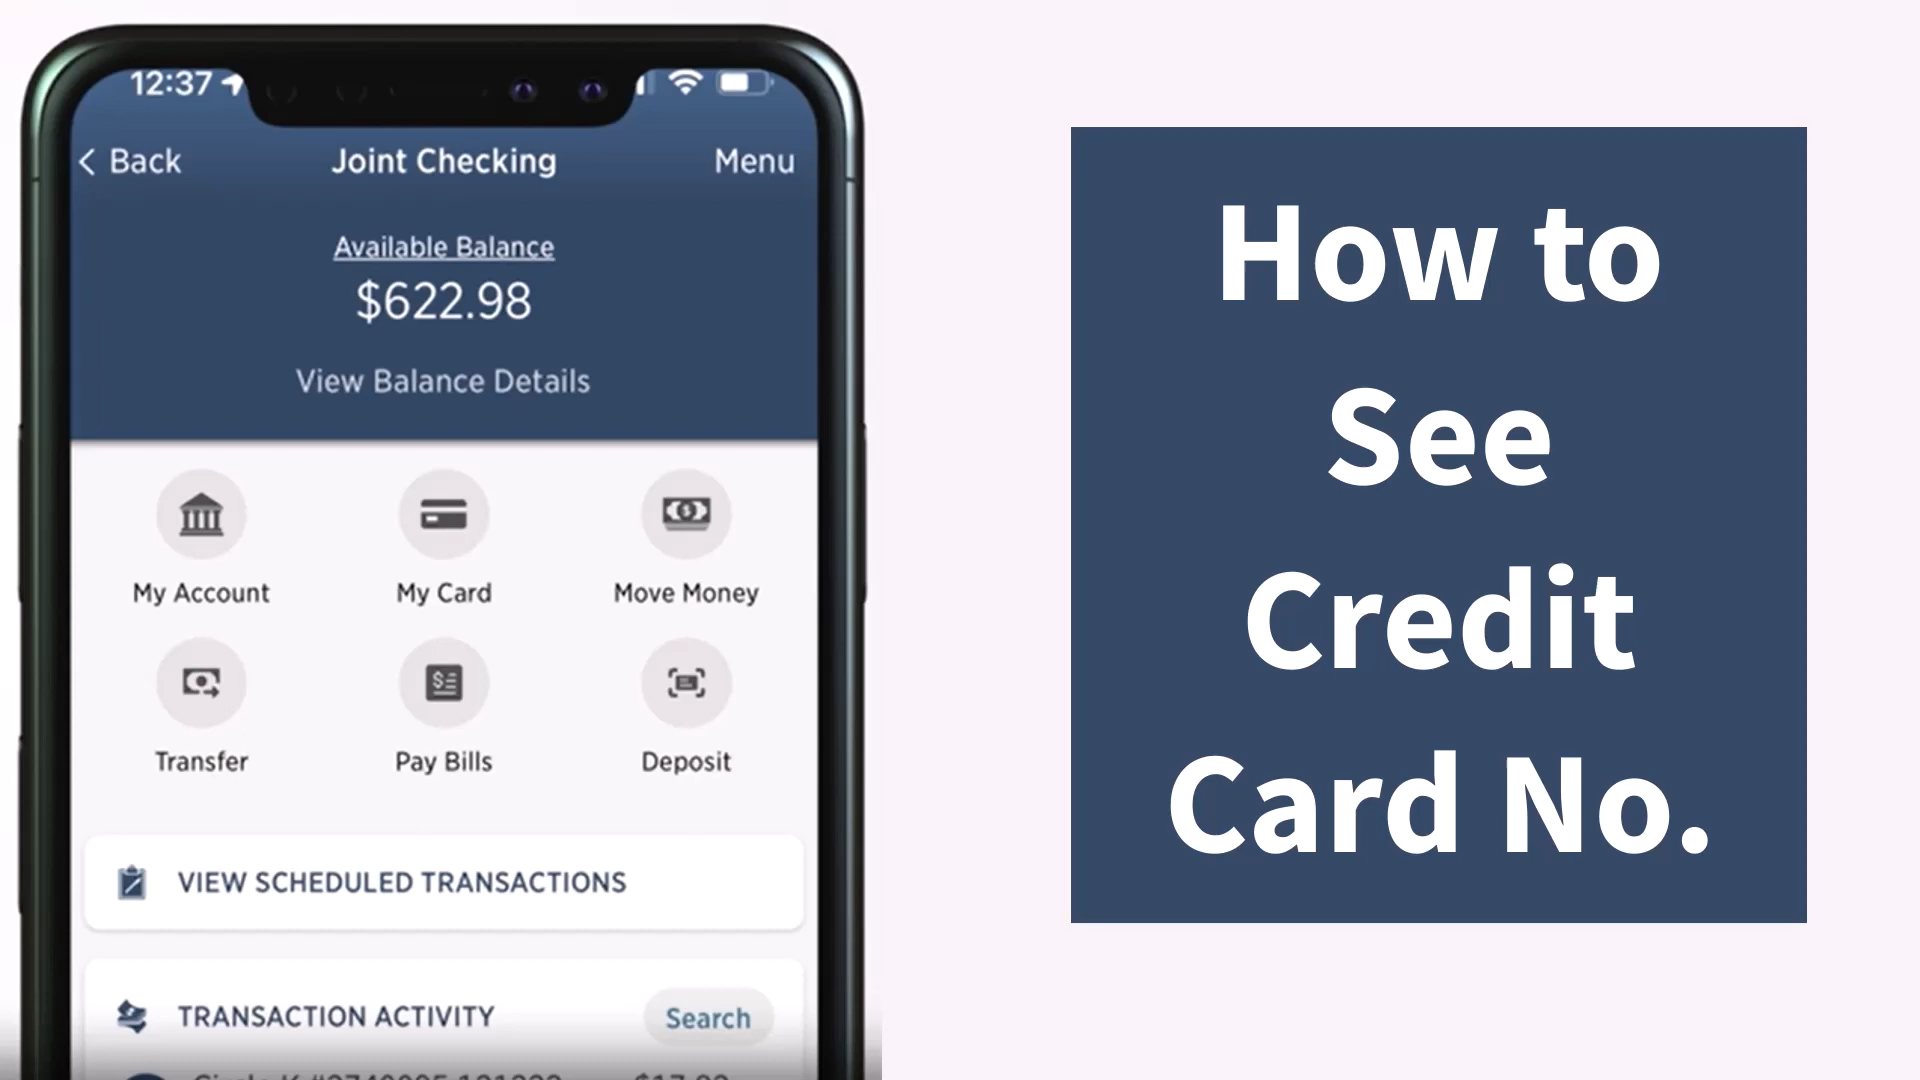 12:37
Back
Joint Checking
Menu
Available Balance
$622.98
View Balance Details
My Account
My Card
Move Money
Transfer
Pay Bills
Deposit
VIEW SCHEDULED TRANSACTIONS
TRANSACTION ACTIVITY
Search
How to
See
Credit
Card No.